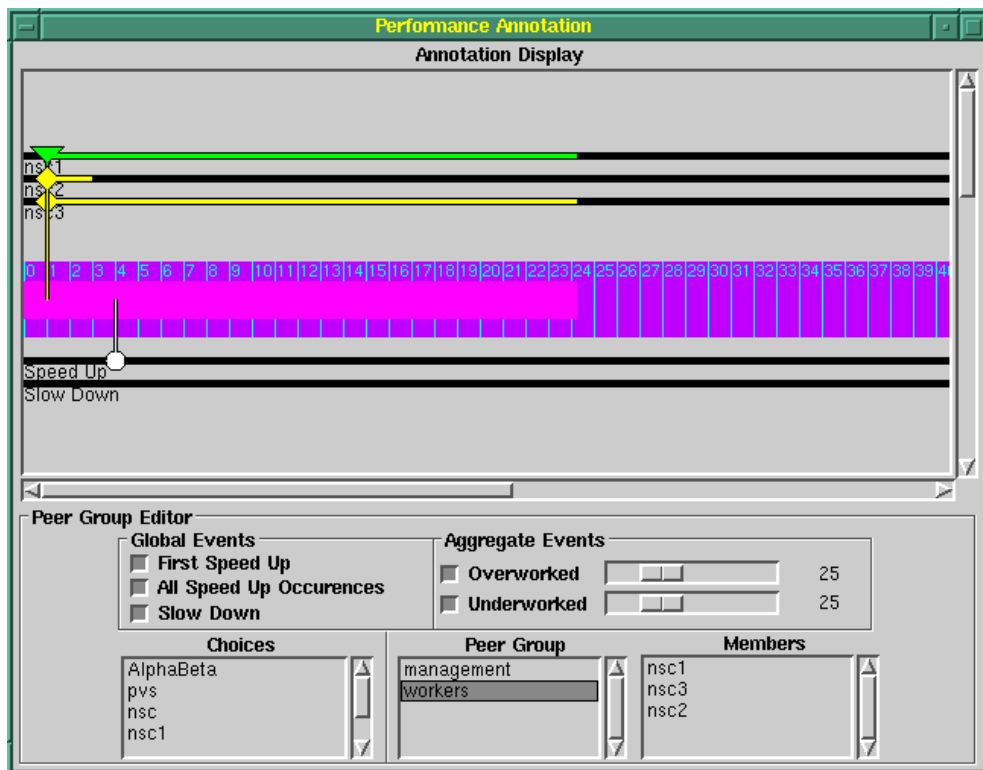 Performance Annotation
Annotation Display
nsc1
nsc2
nsc3
0 1 2 3 4 5 6 7 8 9 10 11 12 13 14 15 16 17 18 19 20 21 22 23 24 25 26 27 28 29 30 31 32 33 34 35 36 37 38 39
Speed Up
Slow Down
Peer Group Editor
Global Events
First Speed Up
All Speed Up Occurences
Slow Down
Aggregate Events
Overworked 25
Underworked 25
Choices
AlphaBeta
pvs
nsc
nsc1
Peer Group
management
workers
Members
nsc1
nsc3
nsc2